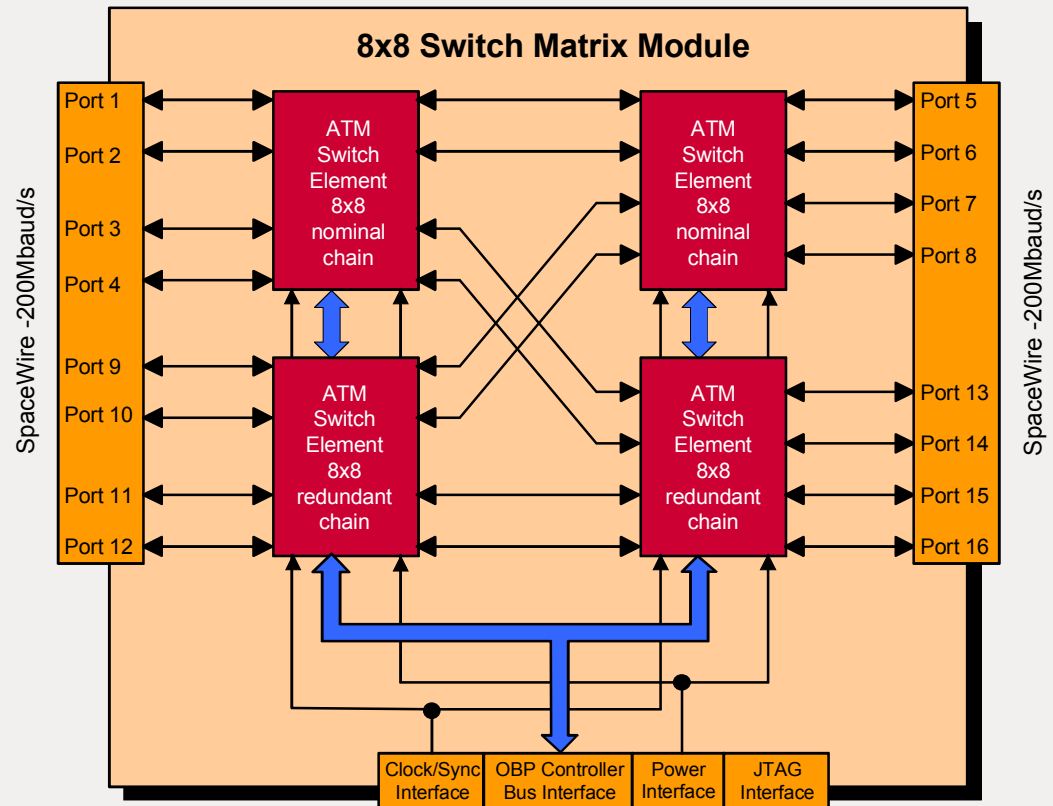 8x8 Switch Matrix Module
SpaceWire -200Mbaud/s
Port 1
Port 2
Port 3
Port 4
Port 9
Port 10
Port 11
Port 12
ATM
Switch
Element
8x8
nominal
chain
ATM
Switch
Element
8x8
redundant
chain
ATM
Switch
Element
8x8
nominal
chain
ATM
Switch
Element
8x8
redundant
chain
Port 5
Port 6
Port 7
Port 8
Port 13
Port 14
Port 15
Port 16
SpaceWire -200Mbaud/s
Clock/Sync
Interface
OBP Controller
Bus Interface
Power
Interface
JTAG
Interface